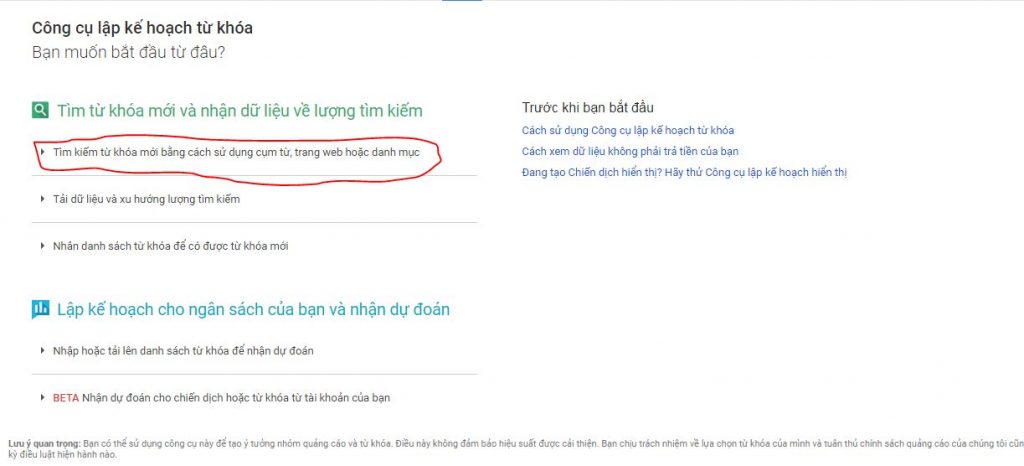 Công cụ lập kế hoạch từ khóa
Bạn muốn bắt đầu từ đâu?
Tìm từ khóa mới và nhận dữ liệu về lượng tìm kiếm
Tìm kiếm từ khóa mới bằng cách sử dụng cụm từ, trang web hoặc danh mục
Tải dữ liệu và xu hướng lượng tìm kiếm
Nhân danh sách từ khóa để có được từ khóa mới
Lập kế hoạch cho ngân sách của bạn và nhận dự đoán
Nhập hoặc tải lên danh sách từ khóa để nhận dự đoán
BETA Nhận dự đoán cho chiến dịch hoặc từ khóa từ tài khoản của bạn
Trước khi bạn bắt đầu
Cách sử dụng Công cụ lập kế hoạch từ khóa
Cách xem dữ liệu không phải trả tiền của bạn
Đang tạo Chiến dịch hiển thị? Hãy thử Công cụ lập kế hoạch hiển thị
Lưu ý quan trọng: Bạn có thể sử dụng công cụ này để tạo ý tưởng nhóm quảng cáo và từ khóa. Điều này không đảm bảo hiệu suất được cải thiện. Bạn chịu trách nhiệm về lựa chọn từ khóa của mình và tuân thủ chính sách quảng cáo của chúng tôi cũn
kỳ điều luật hiện hành nào.